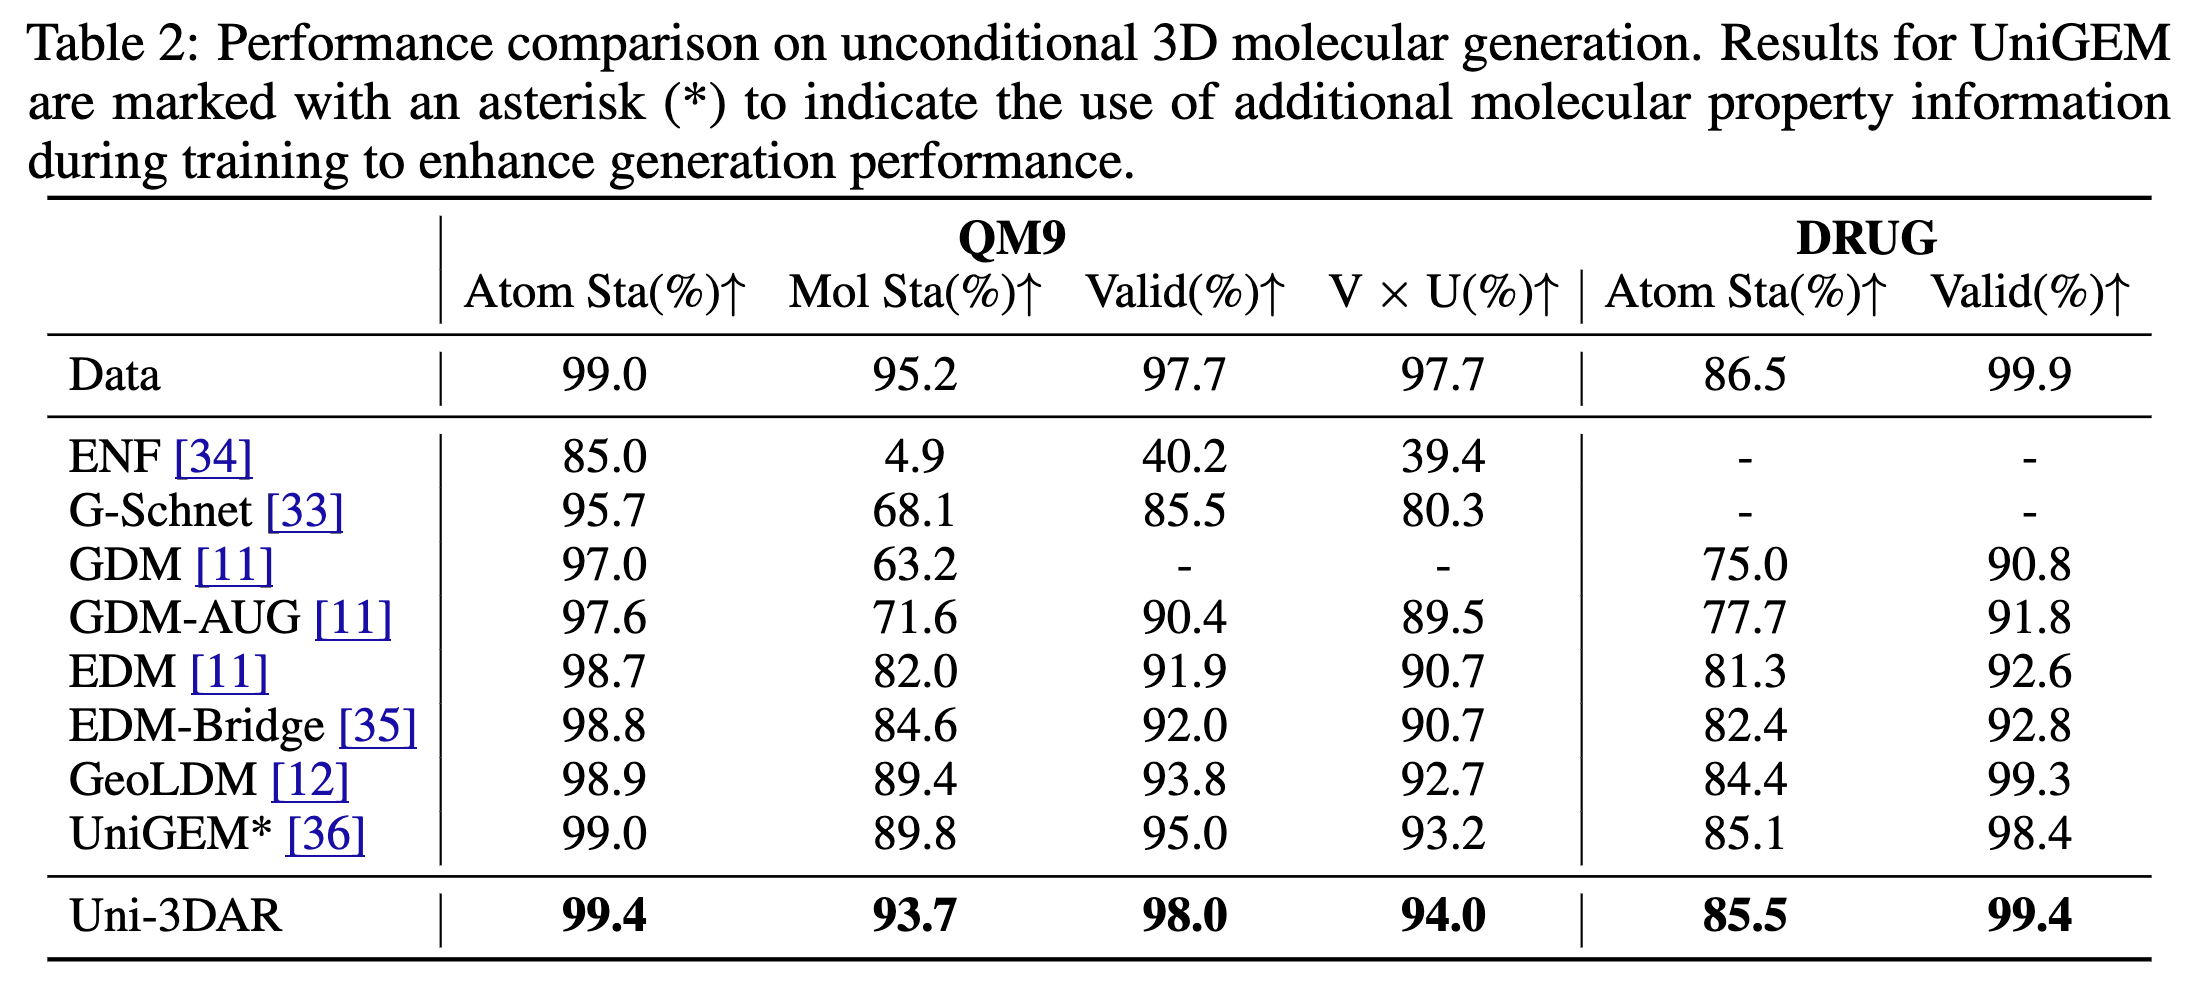 Table 2: Performance comparison on unconditional 3D molecular generation. Results for UniGEM
are marked with an asterisk (*) to indicate the use of additional molecular property information
during training to enhance generation performance.
QM9 DRUG
Atom Sta(%)↑ Mol Sta(%)↑ Valid(%)↑ V × U(%)↑ Atom Sta(%)↑ Valid(%)↑
Data 99.0 95.2 97.7 97.7 86.5 99.9
ENF [34] 85.0 4.9 40.2 39.4 - -
G-Schnet [33] 95.7 68.1 85.5 80.3 - -
GDM [11] 97.0 63.2 - - 75.0 90.8
GDM-AUG [11] 97.6 71.6 90.4 89.5 77.7 91.8
EDM [11] 98.7 82.0 91.9 90.7 81.3 92.6
EDM-Bridge [35] 98.8 84.6 92.0 90.7 82.4 92.8
GeoLDM [12] 98.9 89.4 93.8 92.7 84.4 99.3
UniGEM* [36] 99.0 89.8 95.0 93.2 85.1 98.4
Uni-3DAR 99.4 93.7 98.0 94.0 85.5 99.4